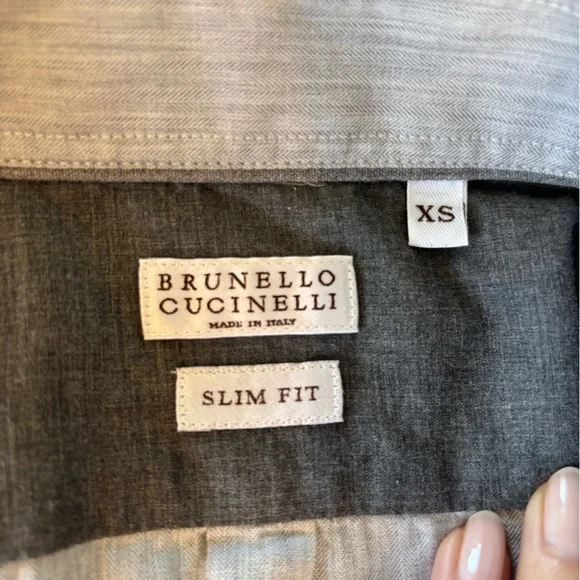 XS
BRUNELLO
CUCINELLI
MADE IN ITALY
SLIM FIT